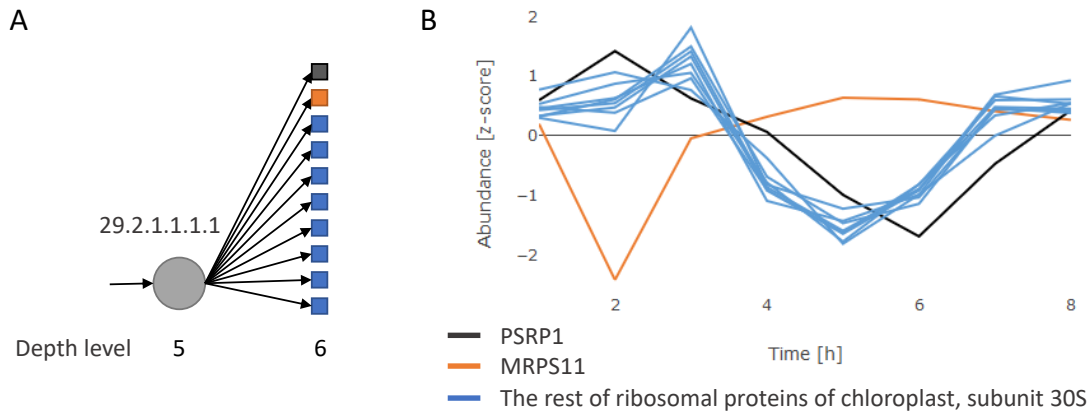 A
29.2.1.1.1.1
Depth level 5 6
B
Abundance [z-score]
2
1
0
−1
−2
2 4 6 8
Time [h]
PSRP1
MRPS11
The rest of ribosomal proteins of chloroplast, subunit 30S